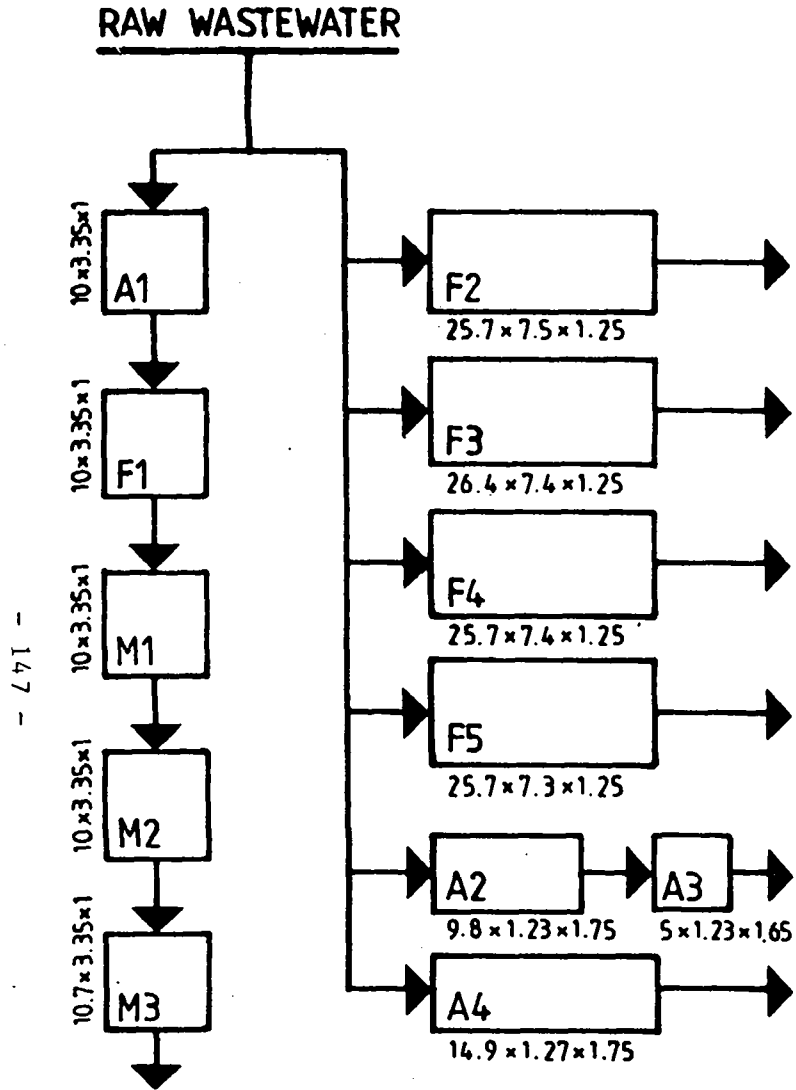 RAW WASTEWATER
10×3.35×1
A1
10×3.35×1
F1
10×3.35×1
M1
10×3.35×1
M2
10.7×3.35×1
M3
F2
25.7×7.5×1.25
F3
26.4×7.4×1.25
F4
25.7×7.4×1.25
F5
25.7×7.3×1.25
A2
9.8×1.23×1.75
A3
5×1.23×1.65
A4
14.9×1.27×1.75
- 147 -